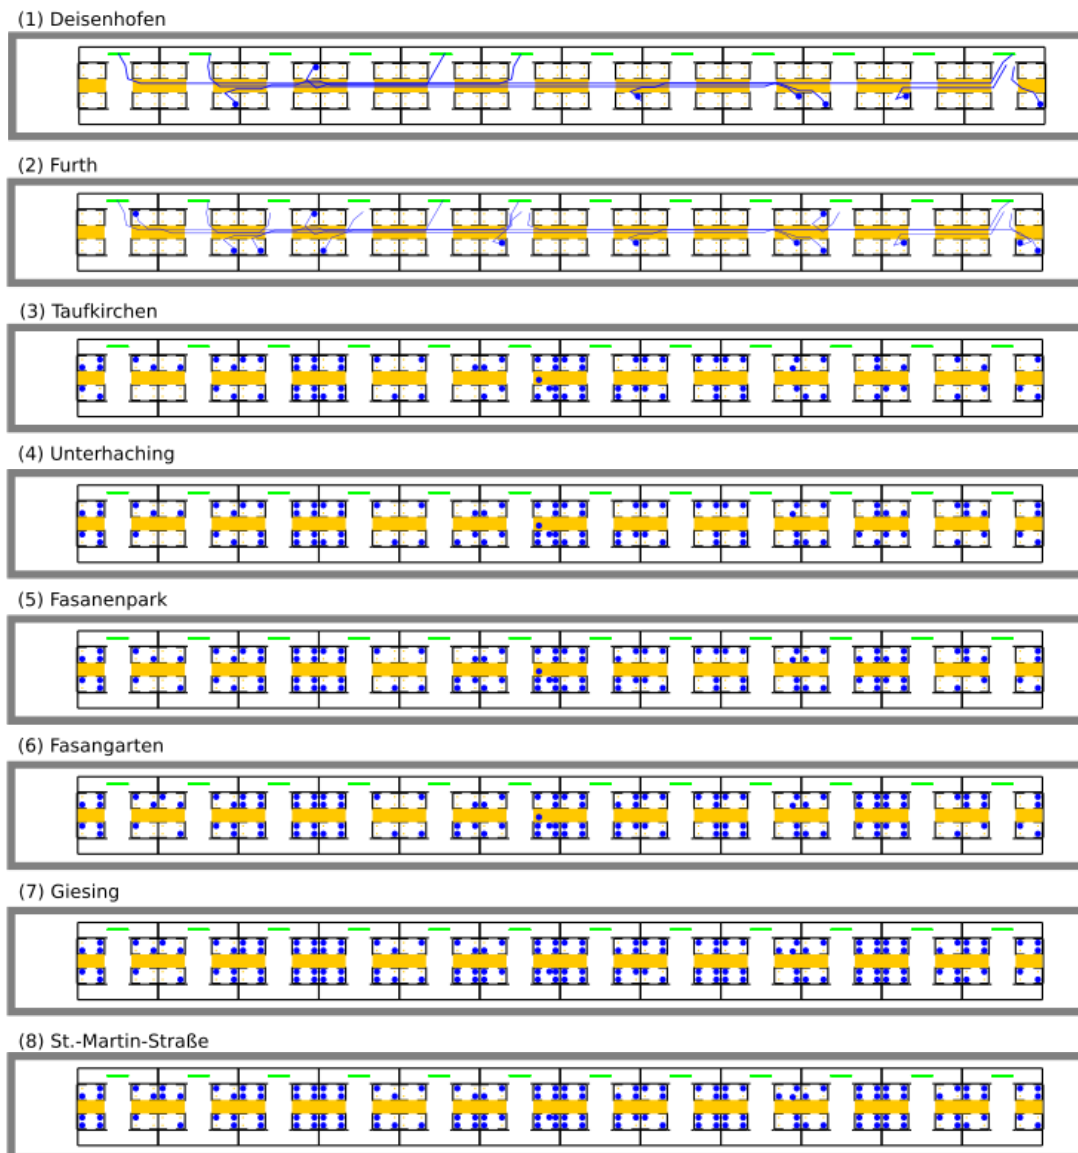 (1) Deisenhofen
(2) Furth
(3) Taufkirchen
(4) Unterhaching
(5) Fasanenpark
(6) Fasangarten
(7) Giesing
(8) St.-Martin-Straße